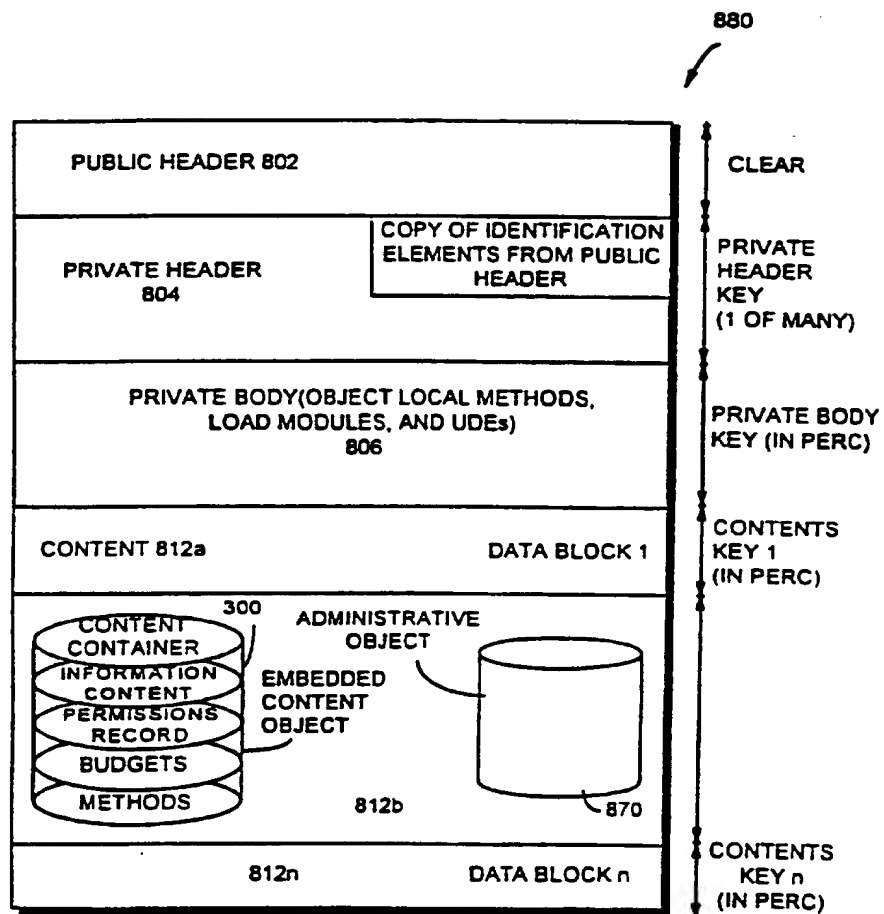 880
PUBLIC HEADER 802
CLEAR
COPY OF IDENTIFICATION
ELEMENTS FROM PUBLIC
HEADER
PRIVATE HEADER
804
PRIVATE
HEADER
KEY
(1 OF MANY)
PRIVATE BODY(OBJECT LOCAL METHODS,
LOAD MODULES, AND UDEs)
806
PRIVATE BODY
KEY (IN PERC)
CONTENT 812a
DATA BLOCK 1
CONTENTS
KEY 1
(IN PERC)
CONTENT
CONTAINER
INFORMATION
CONTENT
PERMISSIONS
RECORD
BUDGETS
METHODS
300
EMBEDDED
CONTENT
OBJECT
ADMINISTRATIVE
OBJECT
812b
870
812n
DATA BLOCK n
CONTENTS
KEY n
(IN PERC)